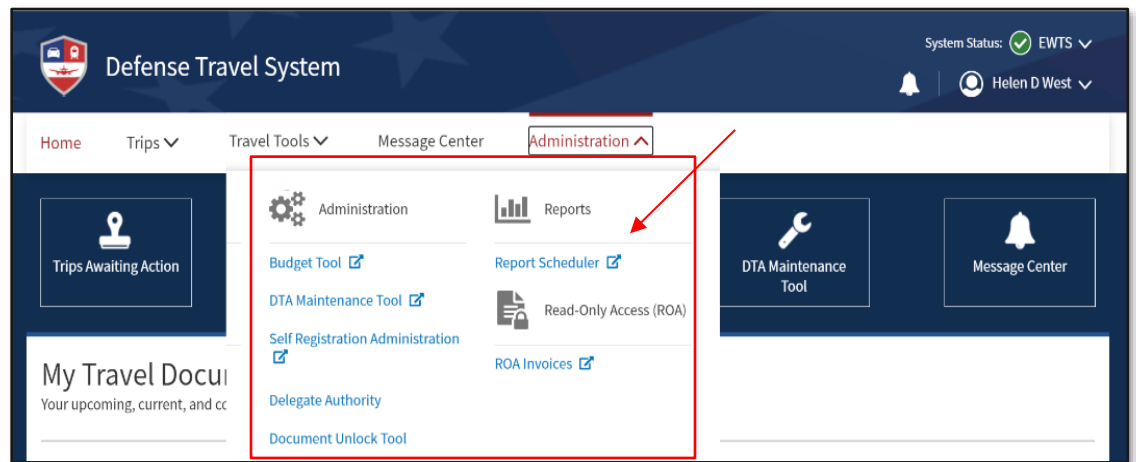 System Status: EWTS
Defense Travel System
Helen D West
Home Trips Travel Tools Message Center Administration
Administration
Reports
Trips Awaiting Action
Budget Tool
Report Scheduler
DTA Maintenance
Tool
Message Center
DTA Maintenance Tool
Read-Only Access (ROA)
Self Registration Administration
ROA Invoices
My Travel
Your upcoming, current, and
Delegate Authority
Document Unlock Tool